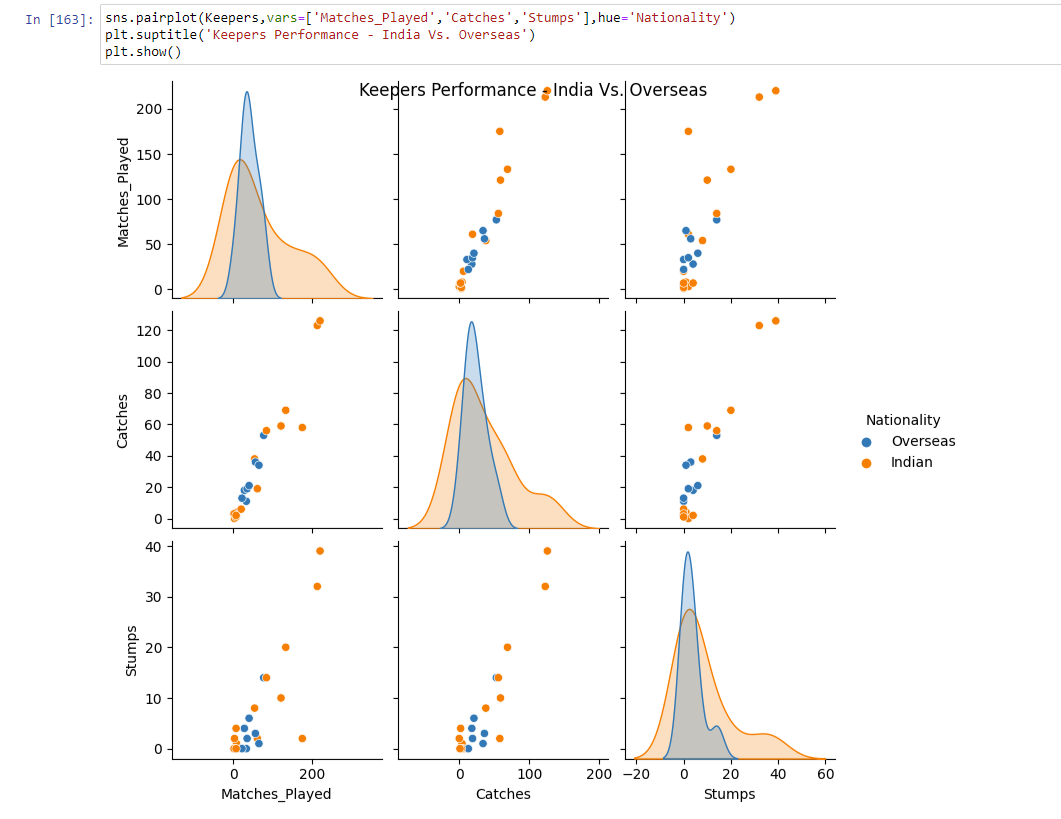 In [163]: sns.pairplot(Keepers,vars=['Matches_Played','Catches','Stumps'],hue='Nationality')
plt.suptitle('Keepers Performance - India Vs. Overseas')
plt.show()
Keepers Performance - India Vs. Overseas
200
150
100
50
0
Matches_Played
120
100
80
60
40
20
0
Catches
Nationality
Overseas
Indian
40
30
20
10
0
Stumps
0 200 0 100 200 −20 0 20 40 60
Matches_Played Catches Stumps